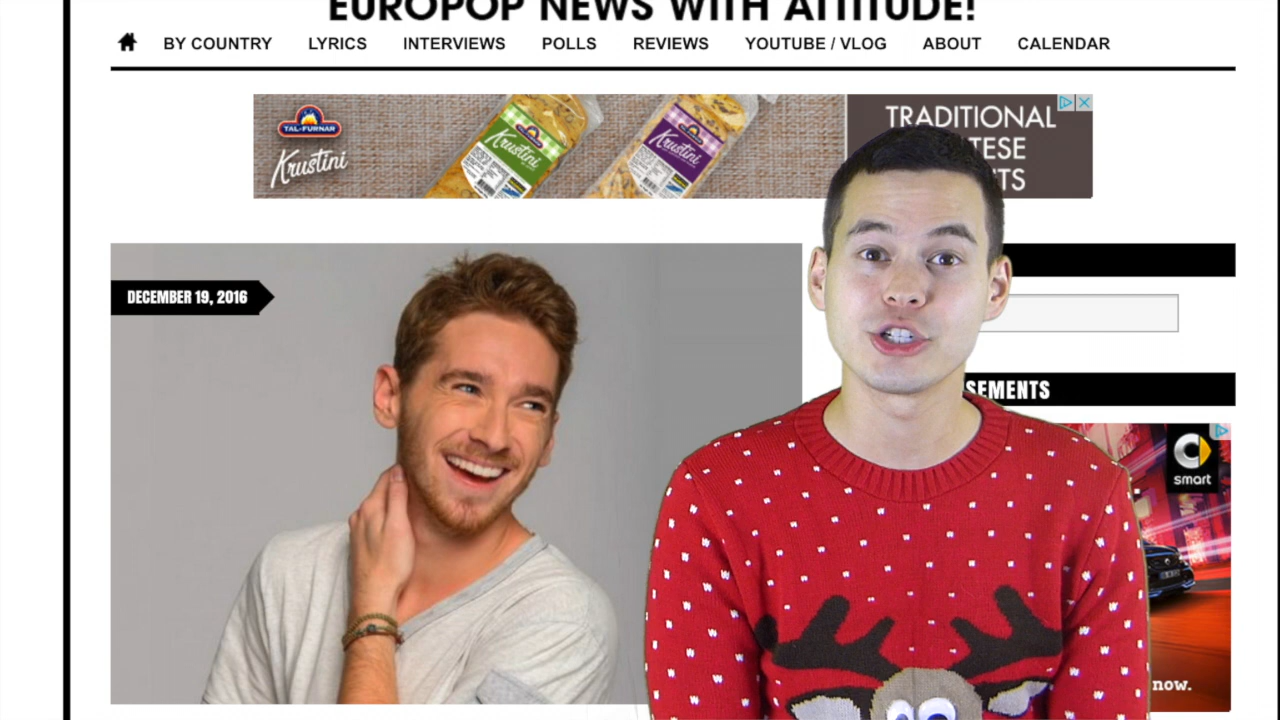 EUROPOP NEWS WITH ATTITUDE!
BY COUNTRY LYRICS INTERVIEWS POLLS REVIEWS YOUTUBE / VLOG ABOUT CALENDAR
TAL-FURNAR
Krustini
Krustini
Krustini
TRADITIONAL
TESE
TS
DECEMBER 19, 2016
SEMENTS
smart
now.